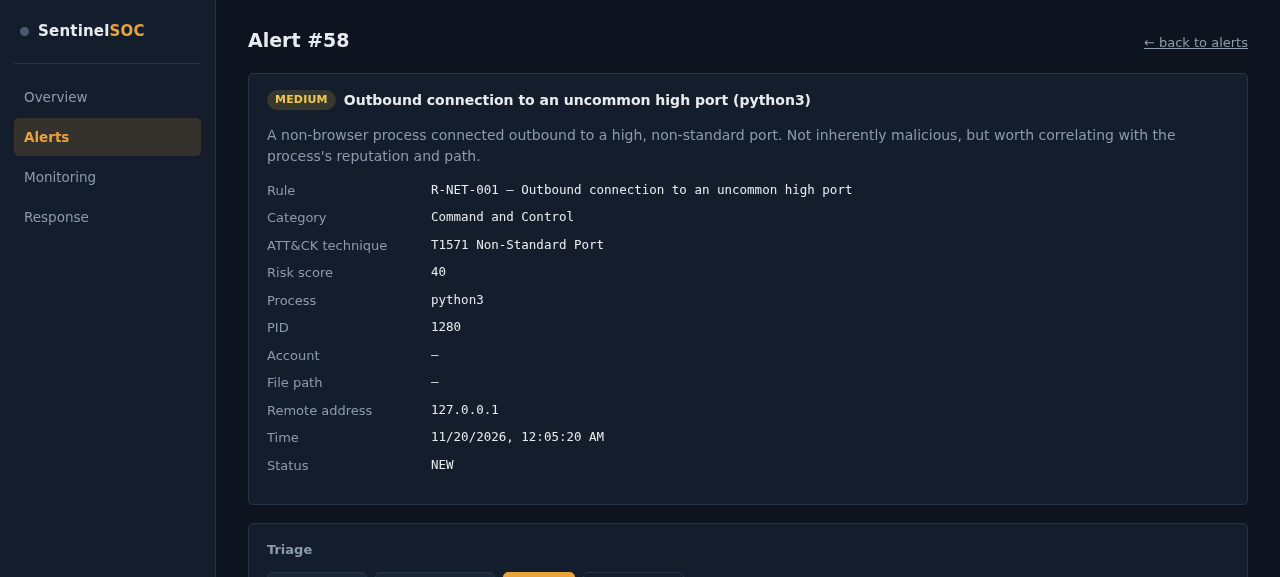 SentinelSOC
Overview
Alerts
Monitoring
Response
Alert #58
← back to alerts
MEDIUM Outbound connection to an uncommon high port (python3)
A non-browser process connected outbound to a high, non-standard port. Not inherently malicious, but worth correlating with the
process's reputation and path.
Rule R-NET-001 — Outbound connection to an uncommon high port
Category Command and Control
ATT&CK technique T1571 Non-Standard Port
Risk score 40
Process python3
PID 1280
Account —
File path —
Remote address 127.0.0.1
Time 11/20/2026, 12:05:20 AM
Status NEW
Triage